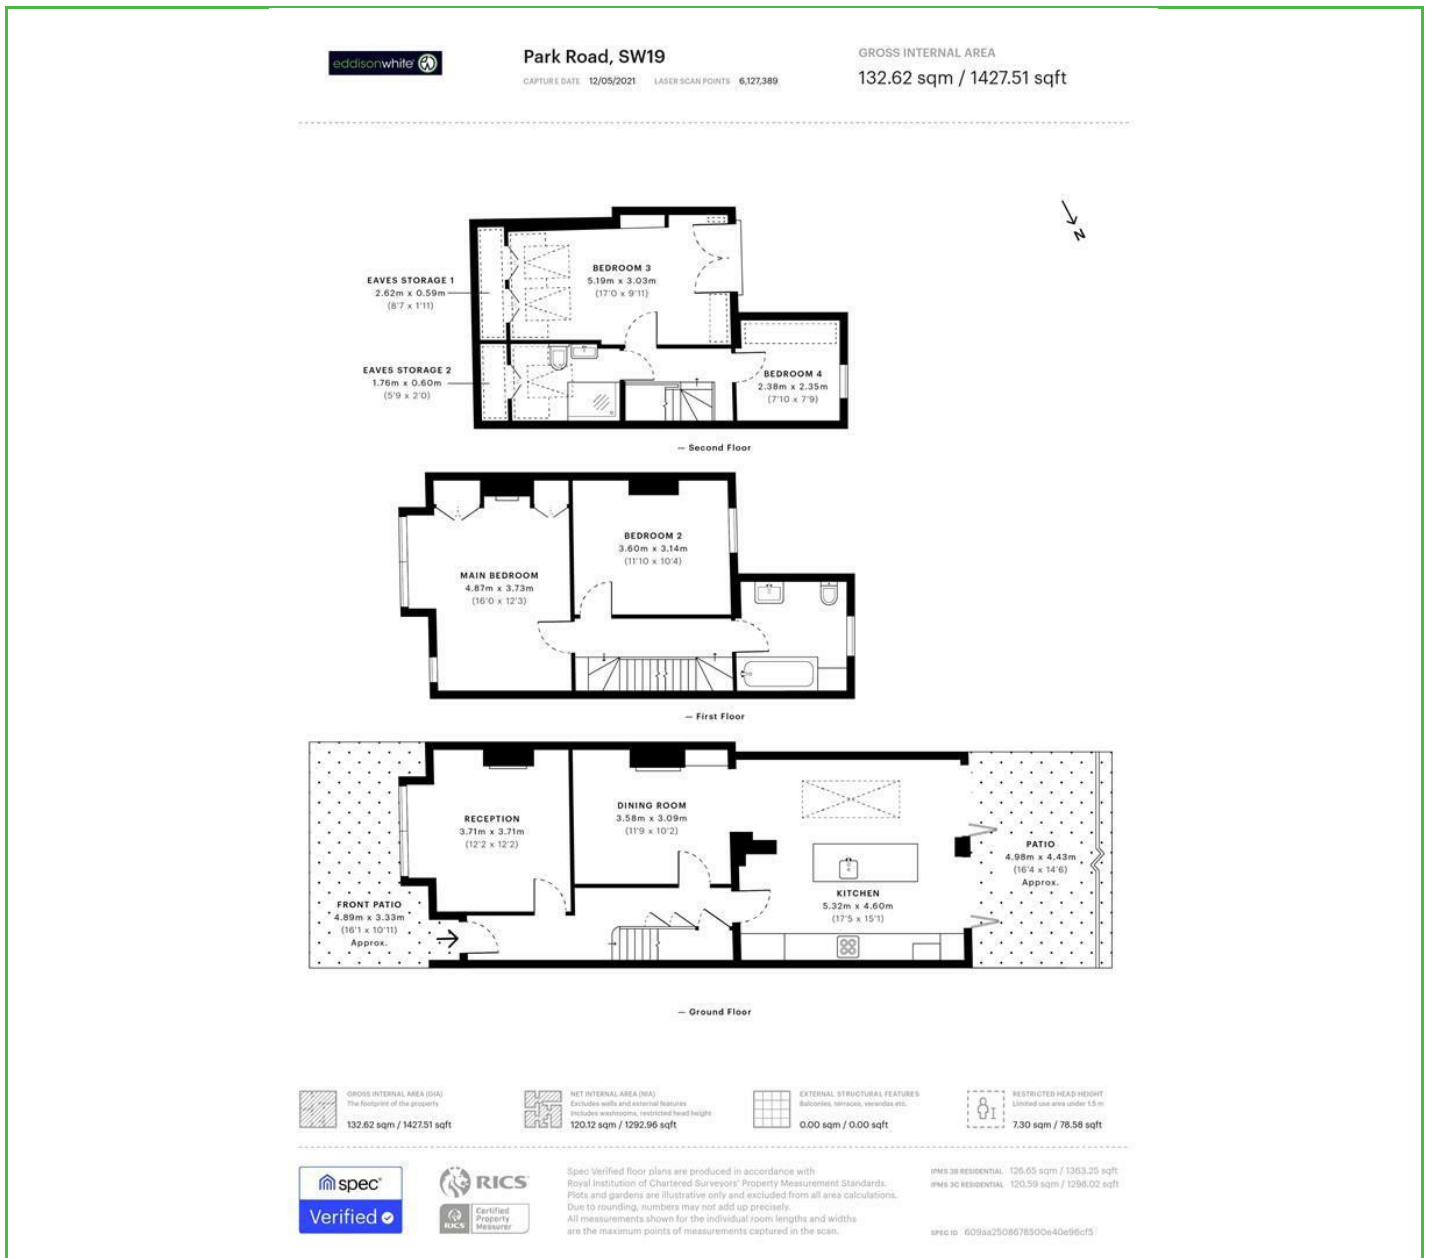 eddisonwhite
Park Road, SW19
CAPTURE DATE 12/05/2021 LASER SCAN POINTS 6,127,389
GROSS INTERNAL AREA
132.62 sqm / 1427.51 sqft
N
EAVES STORAGE 1
2.62m x 0.59m
(8'7 x 1'11)
BEDROOM 3
5.19m x 3.03m
(17'0 x 9'11)
EAVES STORAGE 2
1.76m x 0.60m
(5'9 x 2'0)
BEDROOM 4
2.38m x 2.35m
(7'10 x 7'9)
— Second Floor
MAIN BEDROOM
4.87m x 3.73m
(16'0 x 12'3)
BEDROOM 2
3.60m x 3.14m
(11'10 x 10'4)
— First Floor
RECEPTION
3.71m x 3.71m
(12'2 x 12'2)
DINING ROOM
3.58m x 3.09m
(11'9 x 10'2)
KITCHEN
5.32m x 4.60m
(17'5 x 15'1)
PATIO
4.98m x 4.43m
(16'4 x 14'6)
Approx.
FRONT PATIO
4.89m x 3.33m
(16'1 x 10'11)
Approx.
— Ground Floor
GROSS INTERNAL AREA (GIA)
The footprint of the property
132.62 sqm / 1427.51 sqft
NET INTERNAL AREA (NIA)
Excludes walls and external features
Includes washrooms, restricted head height
120.12 sqm / 1292.96 sqft
EXTERNAL STRUCTURAL FEATURES
Balconies, terraces, verandas etc.
0.00 sqm / 0.00 sqft
RESTRICTED HEAD HEIGHT
Limited use area under 1.5 m
7.30 sqm / 78.58 sqft
spec
Verified
RICS
RICS
Certified
Property
Measurer
Spec Verified floor plans are produced in accordance with
Royal Institution of Chartered Surveyors' Property Measurement Standards.
Plots and gardens are illustrative only and excluded from all area calculations.
Due to rounding, numbers may not add up precisely.
All measurements shown for the individual room lengths and widths
are the maximum points of measurements captured in the scan.
IPMS 3B RESIDENTIAL 126.65 sqm / 1363.25 sqft
IPMS 3C RESIDENTIAL 120.59 sqm / 1298.02 sqft
SPEC ID 609aa2508678500e40e96cf5